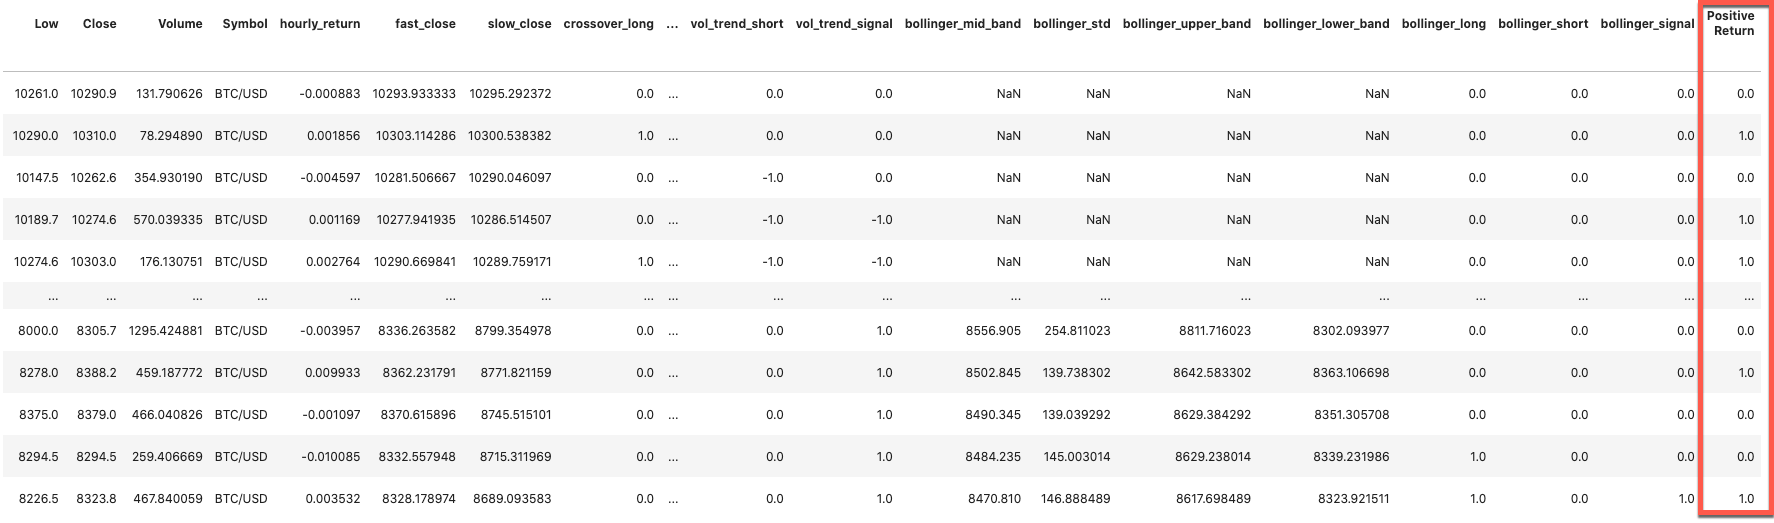 Low Close Volume Symbol hourly_return fast_close slow_close crossover_long ... vol_trend_short vol_trend_signal bollinger_mid_band bollinger_std bollinger_upper_band bollinger_lower_band bollinger_long bollinger_short bollinger_signal Positive
Return
10261.0 10290.9 131.790626 BTC/USD -0.000883 10293.933333 10295.292372 0.0 ... 0.0 0.0 NaN NaN NaN NaN 0.0 0.0 0.0 0.0
10290.0 10310.0 78.294890 BTC/USD 0.001856 10303.114286 10300.538382 1.0 ... 0.0 0.0 NaN NaN NaN NaN 0.0 0.0 0.0 1.0
10147.5 10262.6 354.930190 BTC/USD -0.004597 10281.506667 10290.046097 0.0 ... -1.0 0.0 NaN NaN NaN NaN 0.0 0.0 0.0 0.0
10189.7 10274.6 570.039335 BTC/USD 0.001169 10277.941935 10286.514507 0.0 ... -1.0 -1.0 NaN NaN NaN NaN 0.0 0.0 0.0 1.0
10274.6 10303.0 176.130751 BTC/USD 0.002764 10290.669841 10289.759171 1.0 ... -1.0 -1.0 NaN NaN NaN NaN 0.0 0.0 0.0 1.0
... ... ... ... ... ... ... ... ... ... ... ... ... ... ... ... ... ... ...
8000.0 8305.7 1295.424881 BTC/USD -0.003957 8336.263582 8799.354978 0.0 ... 0.0 1.0 8556.905 254.811023 8811.716023 8302.093977 0.0 0.0 0.0 0.0
8278.0 8388.2 459.187772 BTC/USD 0.009933 8362.231791 8771.821159 0.0 ... 0.0 1.0 8502.845 139.738302 8642.583302 8363.106698 0.0 0.0 0.0 1.0
8375.0 8379.0 466.040826 BTC/USD -0.001097 8370.615896 8745.515101 0.0 ... 0.0 1.0 8490.345 139.039292 8629.384292 8351.305708 0.0 0.0 0.0 0.0
8294.5 8294.5 259.406669 BTC/USD -0.010085 8332.557948 8715.311969 0.0 ... 0.0 1.0 8484.235 145.003014 8629.238014 8339.231986 1.0 0.0 0.0 0.0
8226.5 8323.8 467.840059 BTC/USD 0.003532 8328.178974 8689.093583 0.0 ... 0.0 1.0 8470.810 146.888489 8617.698489 8323.921511 1.0 0.0 1.0 1.0